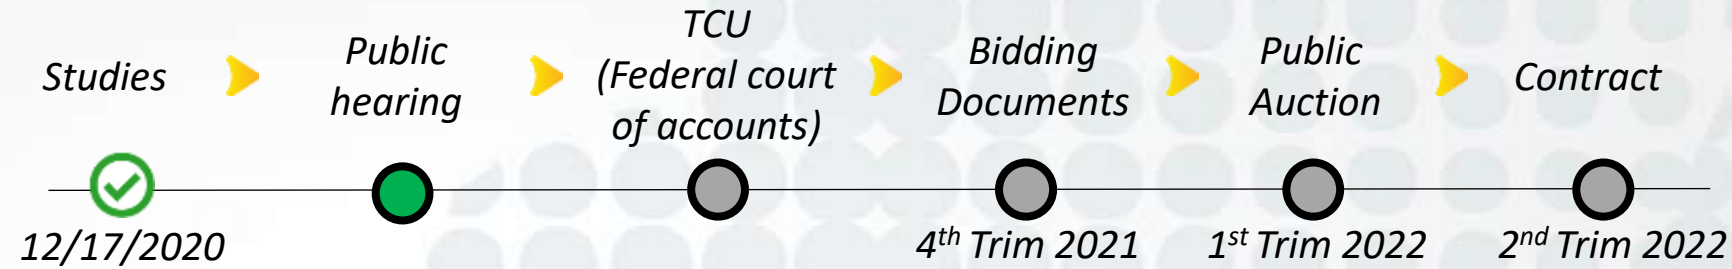 Studies
Public
hearing
TCU
(Federal court
of accounts)
Bidding
Documents
Public
Auction
Contract
12/17/2020
4th Trim 2021
1st Trim 2022
2nd Trim 2022